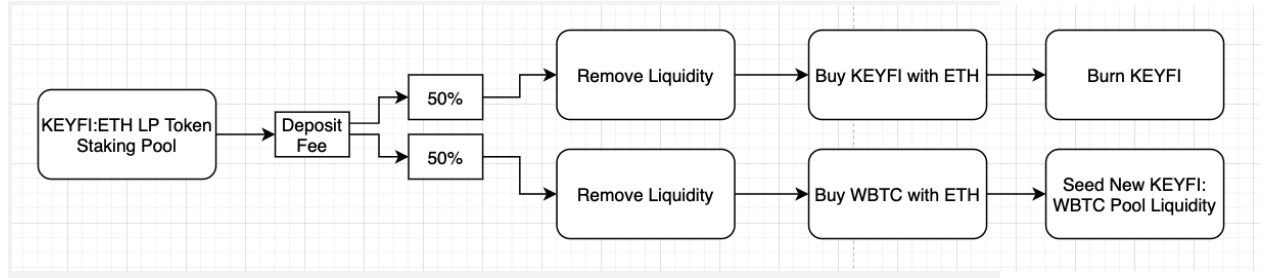 KEYFI:ETH LP Token
Staking Pool
Deposit
Fee
50%
Remove Liquidity
Buy KEYFI with ETH
Burn KEYFI
50%
Remove Liquidity
Buy WBTC with ETH
Seed New KEYFI:
WBTC Pool Liquidity